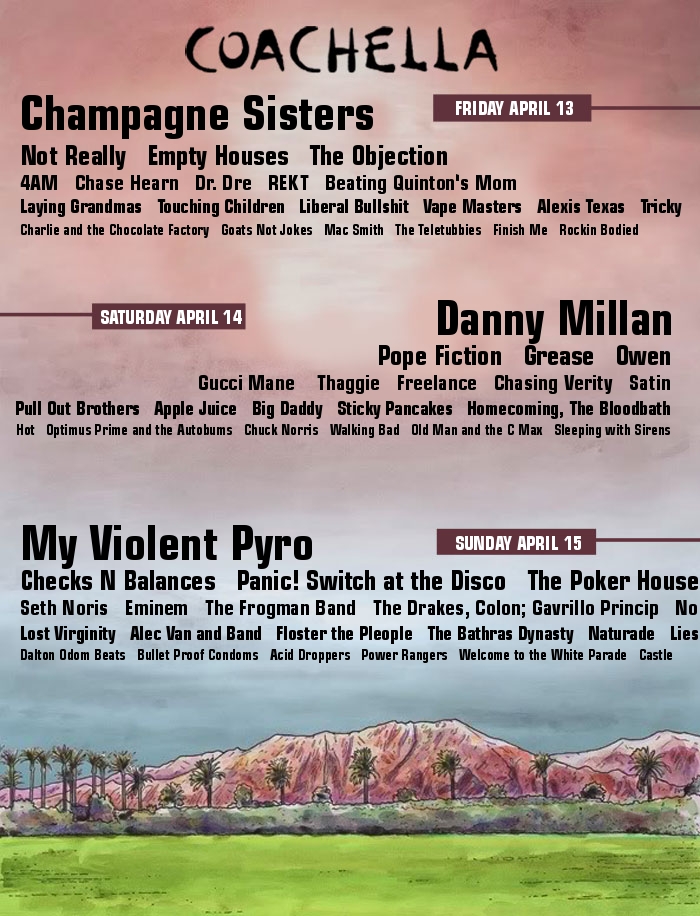 COACHELLA
Champagne Sisters
FRIDAY APRIL 13
Not Really Empty Houses The Objection
4AM Chase Hearn Dr. Dre REKT Beating Quinton's Mom
Laying Grandmas Touching Children Liberal Bullshit Vape Masters Alexis Texas Tricky
Charlie and the Chocolate Factory Goats Not Jokes Mac Smith The Teletubbies Finish Me Rockin Bodied
SATURDAY APRIL 14
Danny Millan
Pope Fiction Grease Owen
Gucci Mane Thaggie Freelance Chasing Verity Satin
Pull Out Brothers Apple Juice Big Daddy Sticky Pancakes Homecoming, The Bloodbath
Hot Optimus Prime and the Autobums Chuck Norris Walking Bad Old Man and the C Max Sleeping with Sirens
My Violent Pyro
SUNDAY APRIL 15
Checks N Balances Panic! Switch at the Disco The Poker House
Seth Noris Eminem The Frogman Band The Drakes, Colon; Gavrillo Princip No
Lost Virginity Alec Van and Band Floster the Pleople The Bathras Dynasty Naturade Lies
Dalton Odom Beats Bullet Proof Condoms Acid Droppers Power Rangers Welcome to the White Parade Castle